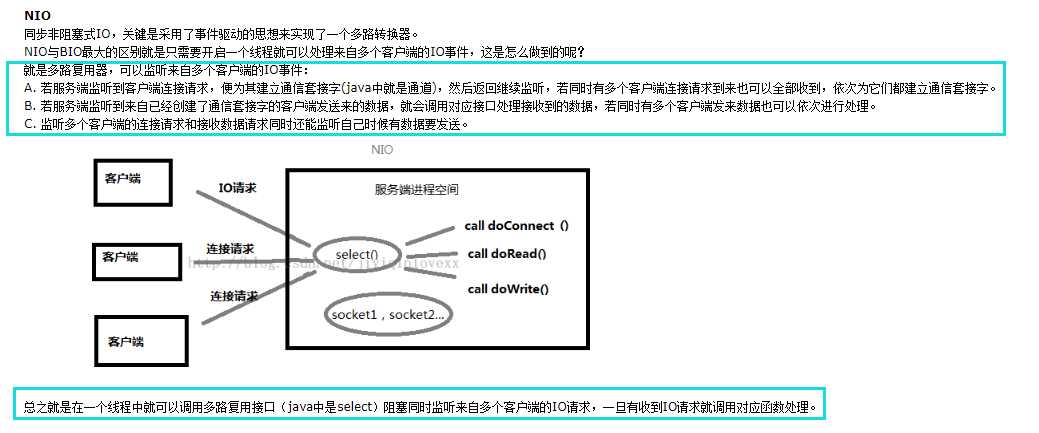 NIO
同步非阻塞式IO，关键是采用了事件驱动的思想来实现了一个多路转换器。
NIO与BIO最大的区别就是只需要开启一个线程就可以处理来自多个客户端的IO事件，这是怎么做到的呢？
就是多路复用器，可以监听来自多个客户端的IO事件：
A. 若服务端监听到客户端连接请求，便为其建立通信套接字(java中就是通道)，然后返回继续监听，若同时有多个客户端连接请求到来也可以全部收到，依次为它们都建立通信套接字。
B. 若服务端监听到来自已经创建了通信套接字的客户端发送来的数据，就会调用对应接口处理接收到的数据，若同时有多个客户端发来数据也可以依次进行处理。
C. 监听多个客户端的连接请求和接收数据请求同时还能监听自己时候有数据要发送。
NIO
客户端
IO请求
服务端进程空间
call doConnect（）
客户端
连接请求
select()
call doRead()
http://blog.csdn.net/jiyiqinlovexx
连接请求
call doWrite()
socket1，socket2...
客户端
总之就是在一个线程中就可以调用多路复用接口（java中是select）阻塞同时监听来自多个客户端的IO请求，一旦有收到IO请求就调用对应函数处理。